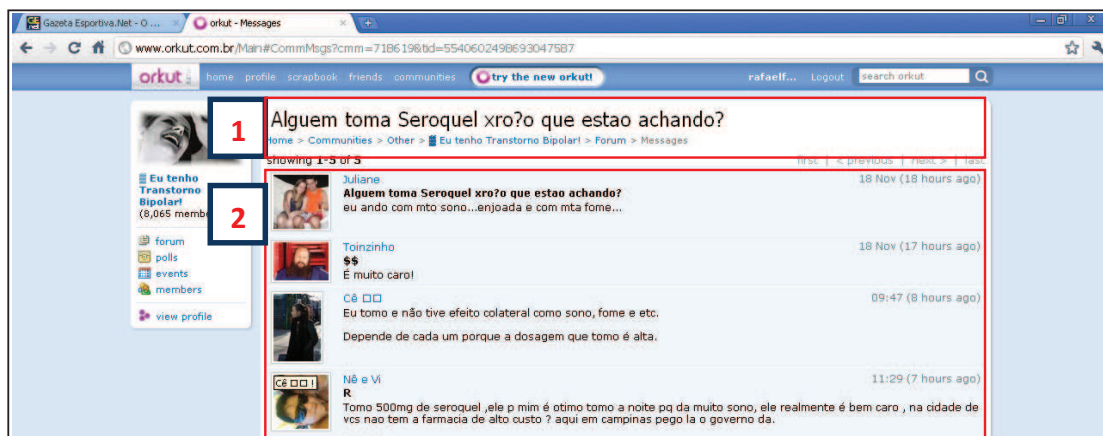 Gazeta Esportiva.Net - O ...
orkut - Messages
www.orkut.com.br/Main#CommMsgs?cmm=718619&tid=5540602498693047587
orkut home profile scrapbook friends communities try the new orkut! rafaelf... Logout search orkut
1
Alguem toma Seroquel xro?o que estao achando?
Home > Communities > Other > Eu tenho Transtorno Bipolar! > Forum > Messages
showing 1-5 of 5 first | < previous | next > | last
Eu tenho
Transtorno
Bipolar!
(8,065 membe
forum
polls
events
members
view profile
2
Juliane 18 Nov (18 hours ago)
Alguem toma Seroquel xro?o que estao achando?
eu ando com mto sono...enjoada e com mta fome...
Toinzinho 18 Nov (17 hours ago)
$$
É muito caro!
Cê □□ 09:47 (8 hours ago)
Eu tomo e não tive efeito colateral como sono, fome e etc.
Depende de cada um porque a dosagem que tomo é alta.
Cê □□ !
Nê e Vi 11:29 (7 hours ago)
R
Tomo 500mg de seroquel ,ele p mim é otimo tomo a noite pq da muito sono, ele realmente é bem caro , na cidade de
vcs nao tem a farmacia de alto custo ? aqui em campinas pego la o governo da.